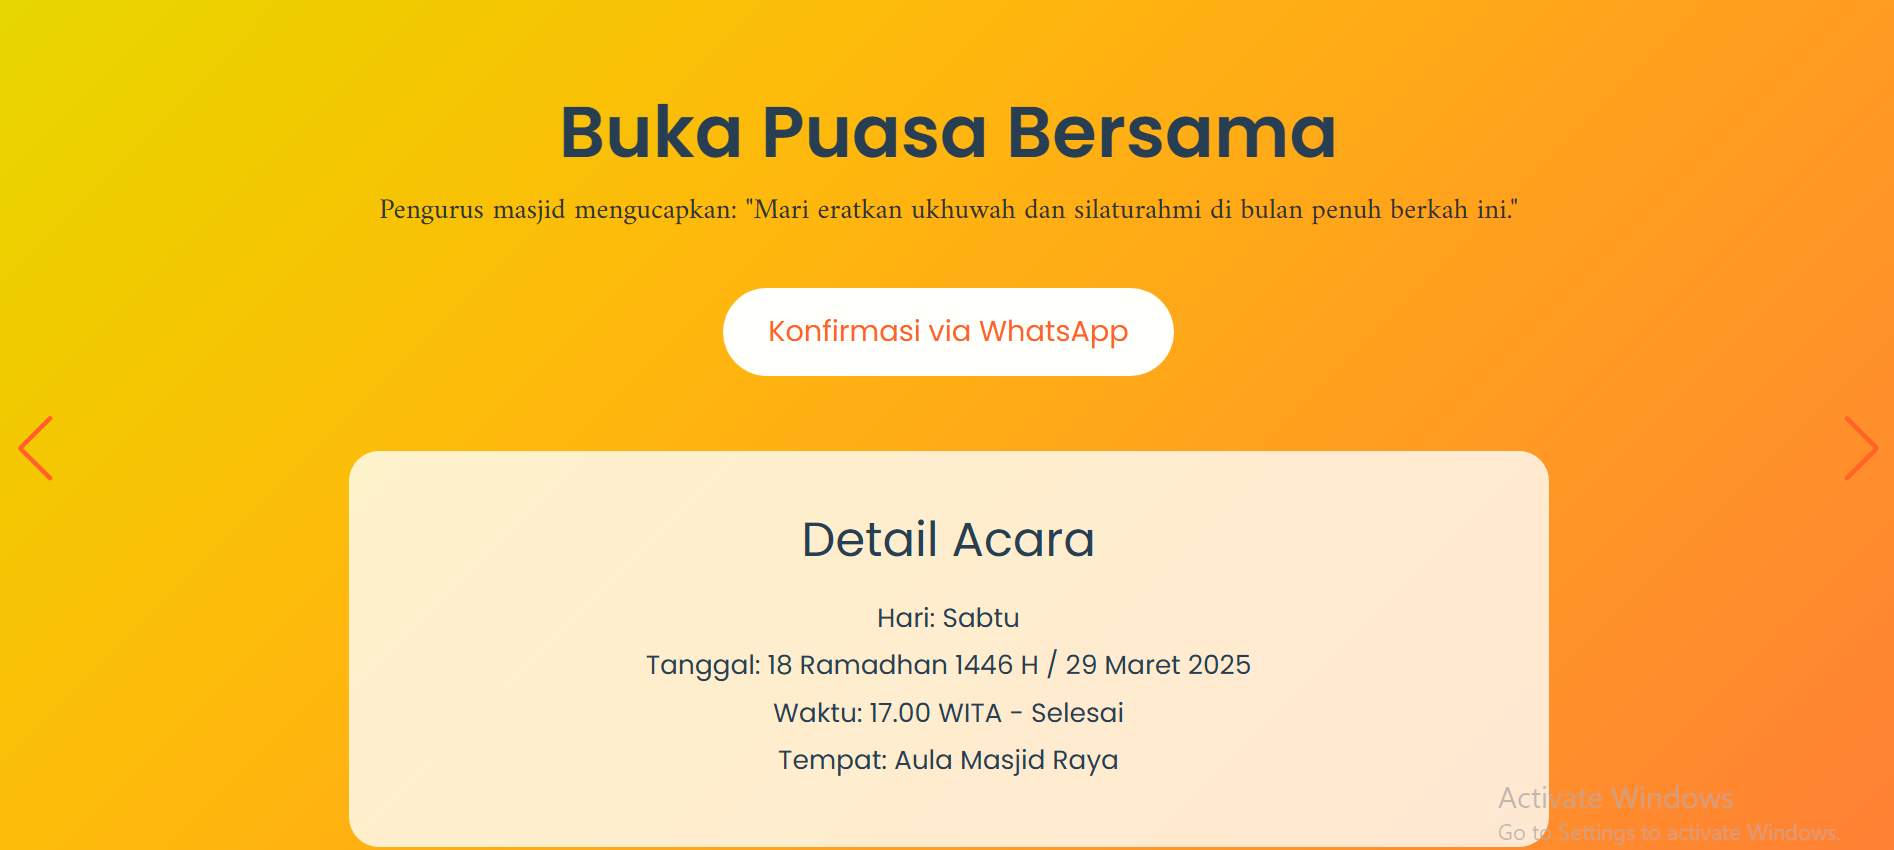 Buka Puasa Bersama
Pengurus masjid mengucapkan: "Mari eratkan ukhuwah dan silaturahmi di bulan penuh berkah ini."
Konfirmasi via WhatsApp
Detail Acara
Hari: Sabtu
Tanggal: 18 Ramadhan 1446 H / 29 Maret 2025
Waktu: 17.00 WITA - Selesai
Tempat: Aula Masjid Raya
Activate Windows
Go to Settings to activate Windows.